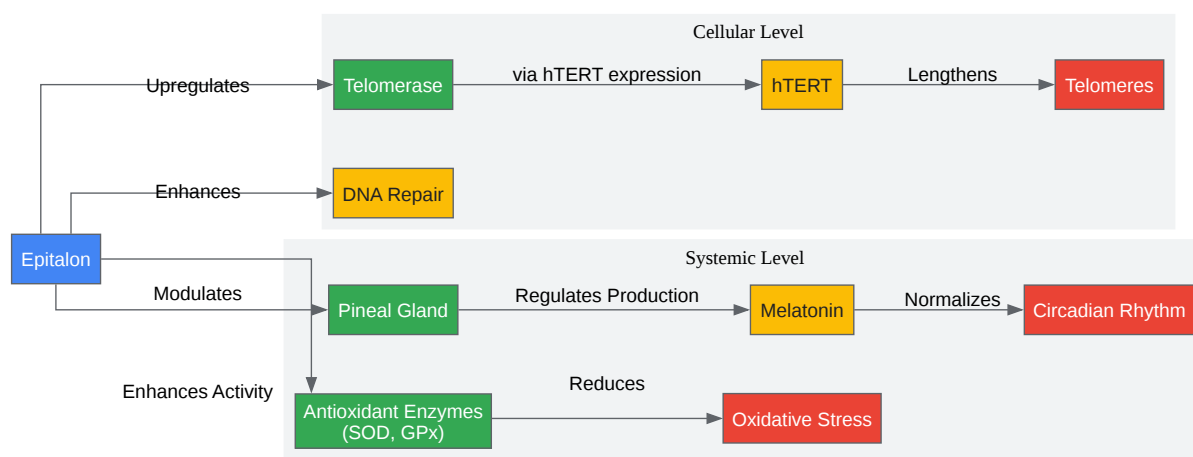 Cellular Level
Upregulates
Telomerase
via hTERT expression
hTERT
Lengthens
Telomeres
Enhances
DNA Repair
Epitalon
Systemic Level
Modulates
Pineal Gland
Regulates Production
Melatonin
Normalizes
Circadian Rhythm
Enhances Activity
Antioxidant Enzymes
(SOD, GPx)
Reduces
Oxidative Stress